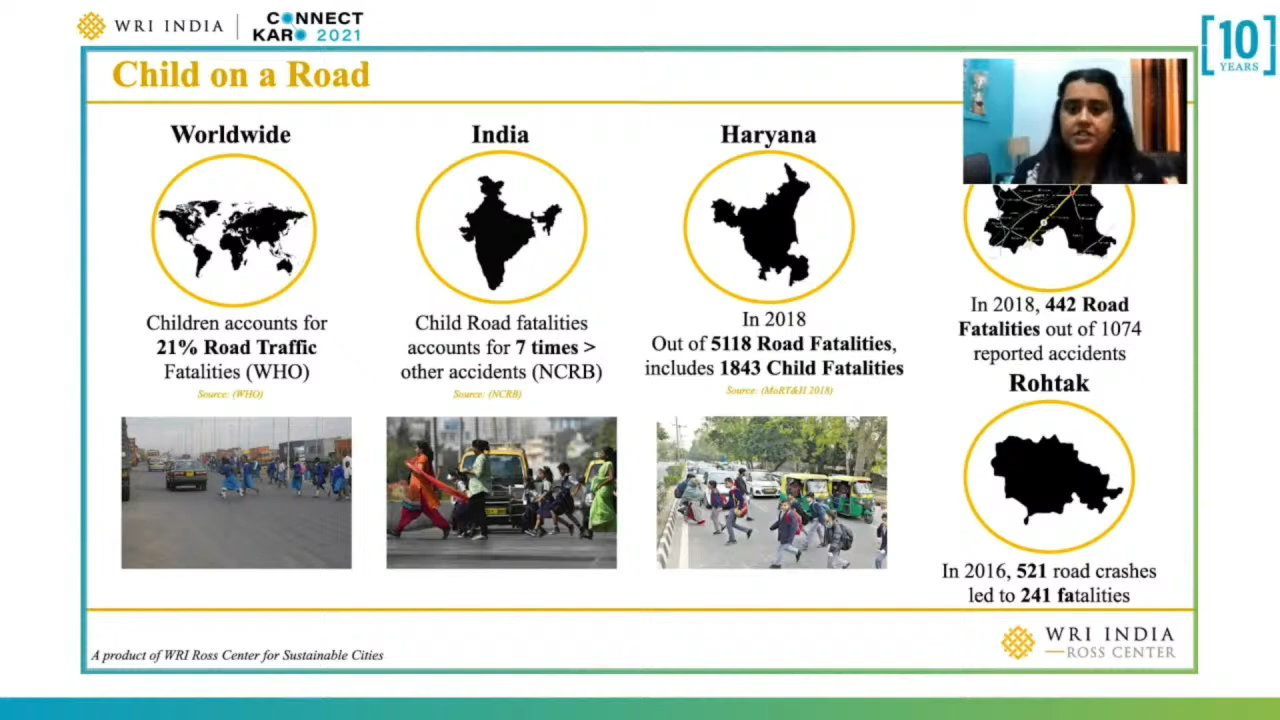 WRI INDIA
CONNECT
KARO 2021
[10]
YEARS
Child on a Road
Worldwide
Children accounts for
21% Road Traffic
Fatalities (WHO)
Source: (WHO)
India
Child Road fatalities
accounts for 7 times >
other accidents (NCRB)
Source: (NCRB)
Haryana
In 2018
Out of 5118 Road Fatalities,
includes 1843 Child Fatalities
Source: (MoRT&H 2018)
In 2018, 442 Road
Fatalities out of 1074
reported accidents
Rohtak
In 2016, 521 road crashes
led to 241 fatalities
A product of WRI Ross Center for Sustainable Cities
WRI INDIA
ROSS CENTER